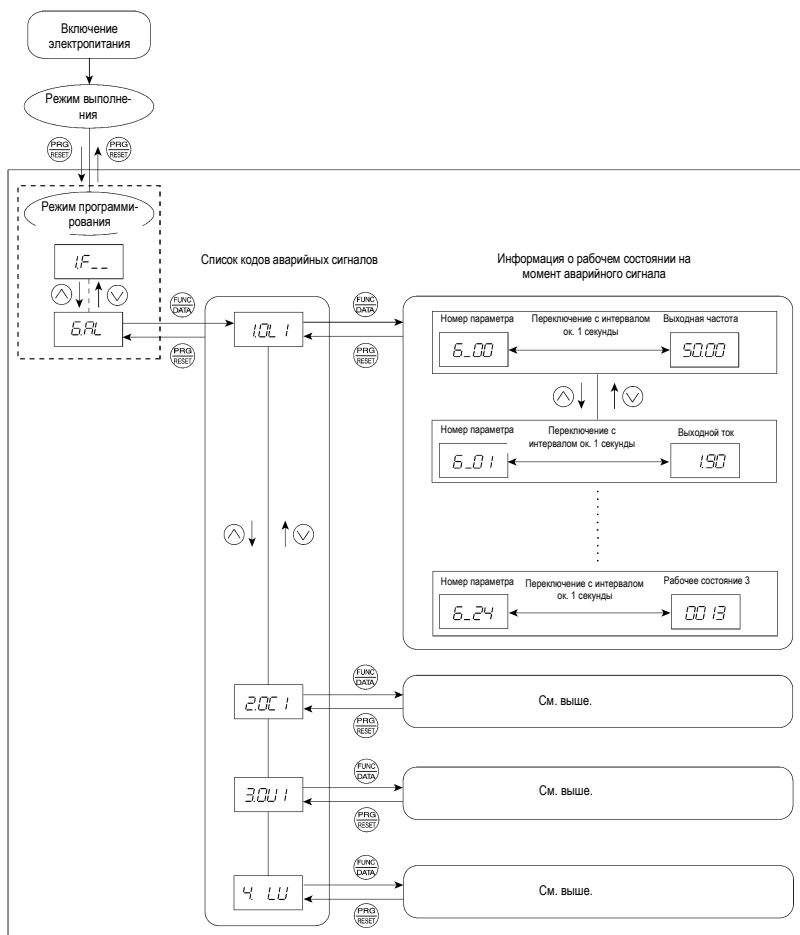 Включение
электропитания
Режим выполне-
ния
PRG
RESET
PRG
RESET
Режим программи-
рования
1.F_ _
6.AL
FUNC
DATA
PRG
RESET
Список кодов аварийных сигналов
Информация о рабочем состоянии на
момент аварийного сигнала
1.OL1
FUNC
DATA
PRG
RESET
Номер параметра
Переключение с интервалом
ок. 1 секунды
Выходная частота
6_00
50.00
Номер параметра
Переключение с
интервалом ок. 1 секунды
Выходной ток
6_01
1.90
Номер параметра
Переключение с интервалом
ок. 1 секунды
Рабочее состояние 3
6_24
0013
2.OC1
FUNC
DATA
PRG
RESET
См. выше.
3.OU1
FUNC
DATA
PRG
RESET
См. выше.
4. LU
FUNC
DATA
PRG
RESET
См. выше.